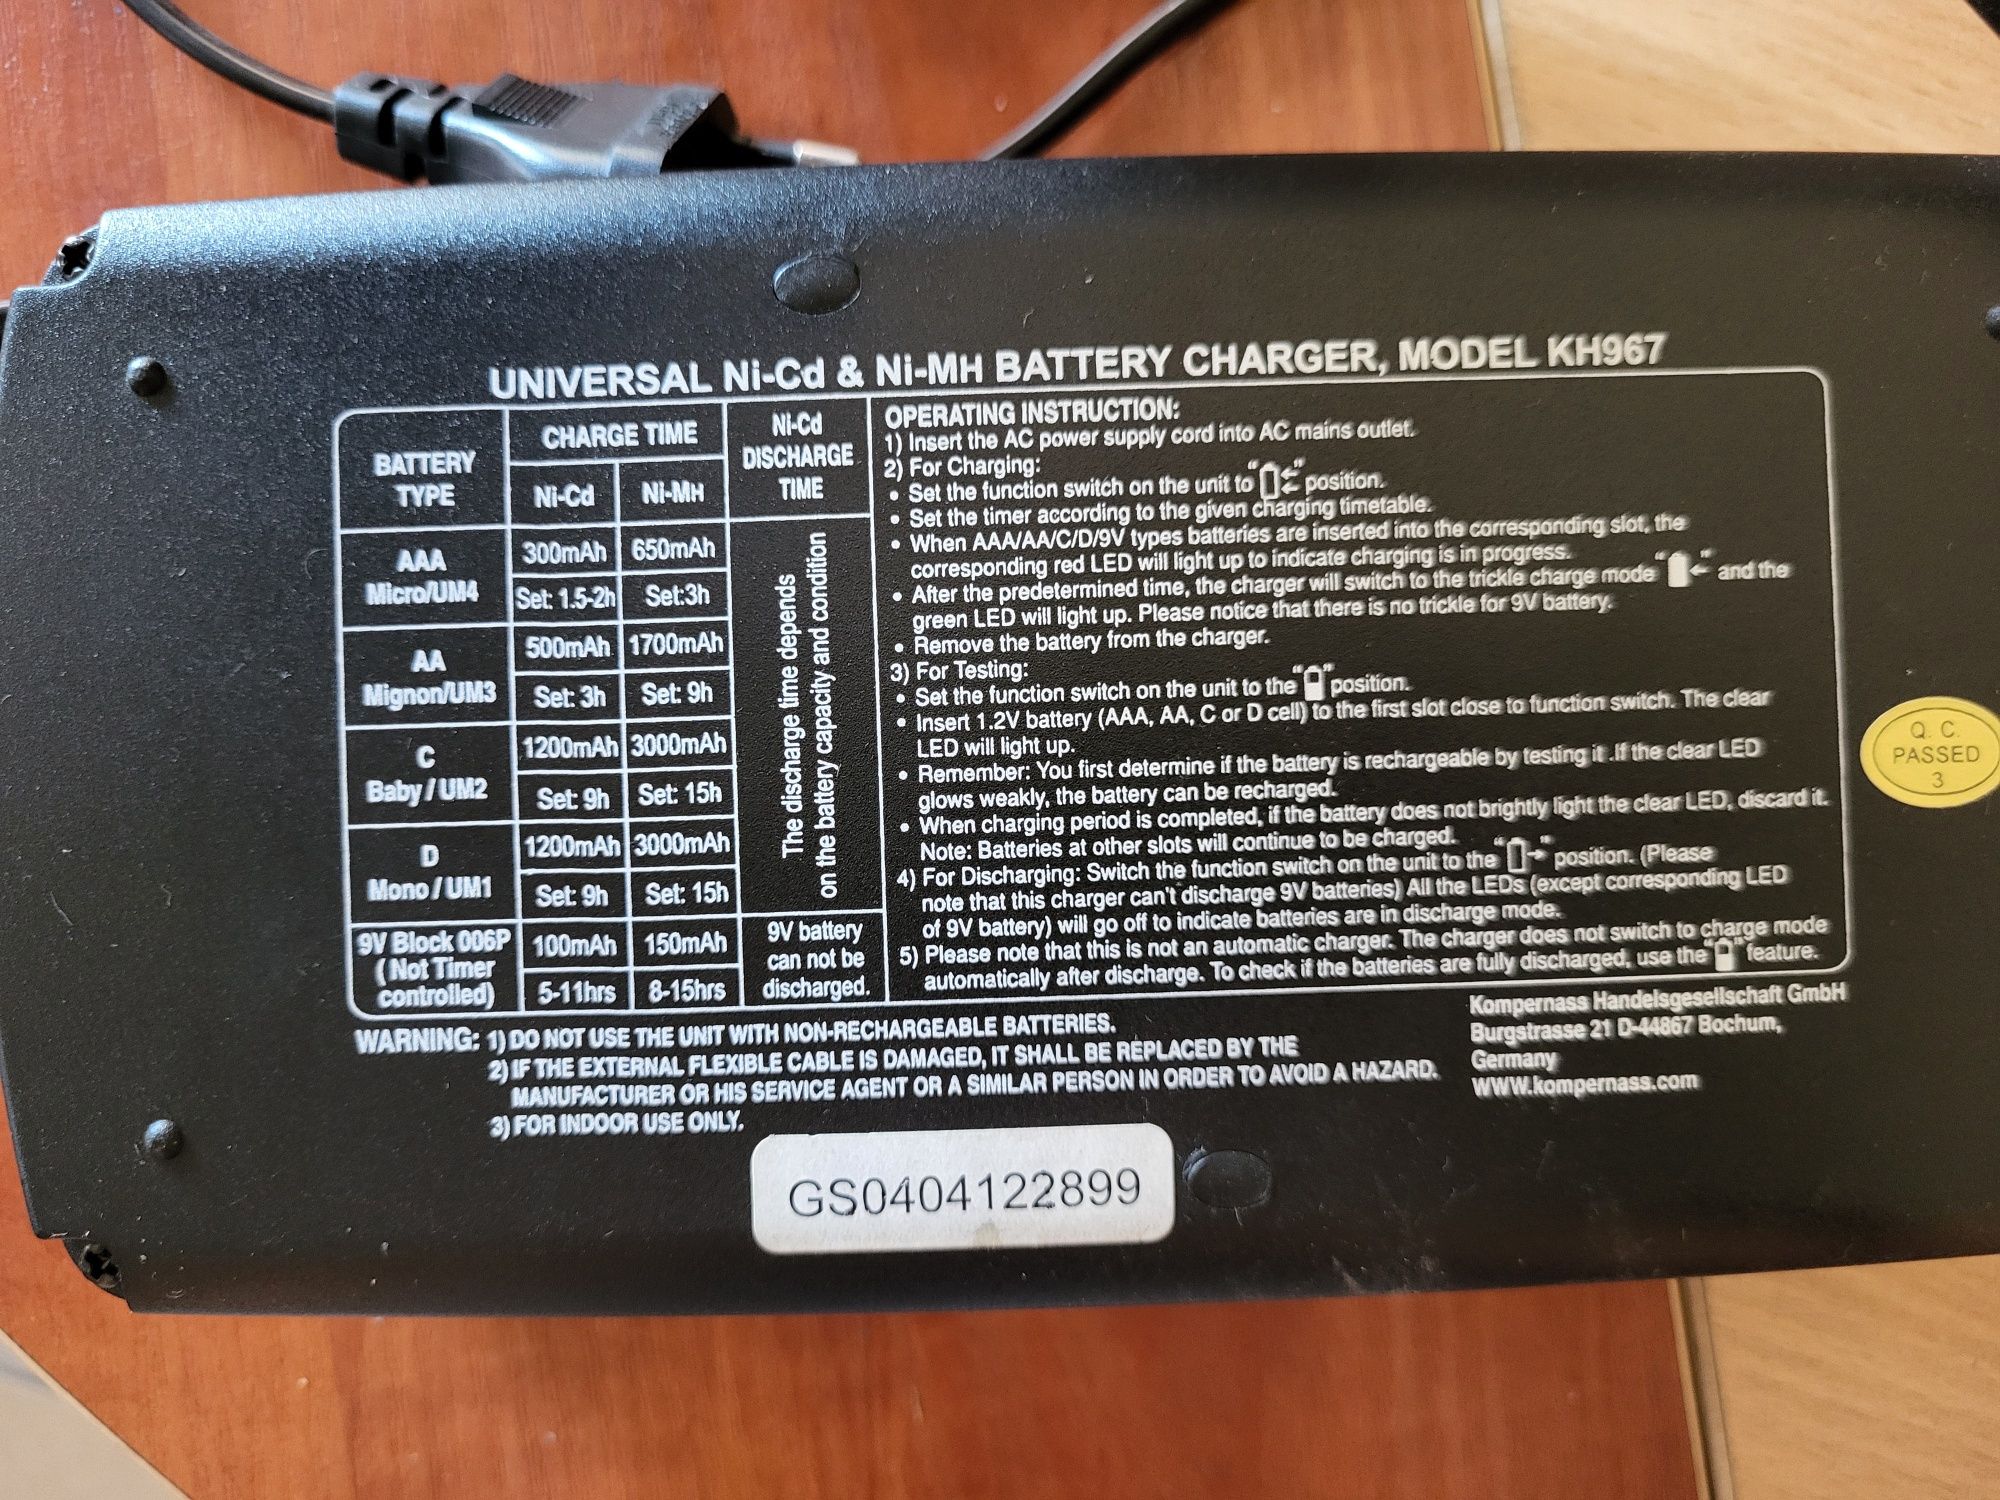 UNIVERSAL Ni-Cd & Ni-MH BATTERY CHARGER, MODEL KH967
BATTERY
TYPE
CHARGE TIME
Ni-Cd
Ni-MH
Ni-Cd
DISCHARGE
TIME
AAA
Micro/UM4
300mAh
650mAh
Set: 1.5-2h
Set:3h
AA
Mignon/UM3
500mAh
1700mAh
Set: 3h
Set: 9h
C
Baby / UM2
1200mAh
3000mAh
Set: 9h
Set: 15h
D
Mono / UM1
1200mAh
3000mAh
Set: 9h
Set: 15h
The discharge time depends
on the battery capacity and condition
9V Block 006P
( Not Timer
controlled)
100mAh
150mAh
5-11hrs
8-15hrs
9V battery
can not be
discharged.
OPERATING INSTRUCTION:
1) Insert the AC power supply cord into AC mains outlet.
2) For Charging:
• Set the function switch on the unit to " " position.
• Set the timer according to the given charging timetable.
• When AAA/AA/C/D/9V types batteries are inserted into the corresponding slot, the
corresponding red LED will light up to indicate charging is in progress.
• After the predetermined time, the charger will switch to the trickle charge mode " " and the
green LED will light up. Please notice that there is no trickle for 9V battery.
• Remove the battery from the charger.
3) For Testing:
• Set the function switch on the unit to the " " position.
• Insert 1.2V battery (AAA, AA, C or D cell) to the first slot close to function switch. The clear
LED will light up.
• Remember: You first determine if the battery is rechargeable by testing it .If the clear LED
glows weakly, the battery can be recharged.
• When charging period is completed, if the battery does not brightly light the clear LED, discard it.
Note: Batteries at other slots will continue to be charged.
4) For Discharging: Switch the function switch on the unit to the " " position. (Please
note that this charger can't discharge 9V batteries) All the LEDs (except corresponding LED
of 9V battery) will go off to indicate batteries are in discharge mode.
5) Please note that this is not an automatic charger. The charger does not switch to charge mode
automatically after discharge. To check if the batteries are fully discharged, use the " " feature.
WARNING: 1) DO NOT USE THE UNIT WITH NON-RECHARGEABLE BATTERIES.
2) IF THE EXTERNAL FLEXIBLE CABLE IS DAMAGED, IT SHALL BE REPLACED BY THE
MANUFACTURER OR HIS SERVICE AGENT OR A SIMILAR PERSON IN ORDER TO AVOID A HAZARD.
3) FOR INDOOR USE ONLY.
Kompernass Handelsgesellschaft GmbH
Burgstrasse 21 D-44867 Bochum,
Germany
WWW.kompernass.com
Q. C.
PASSED
3
GS0404122899